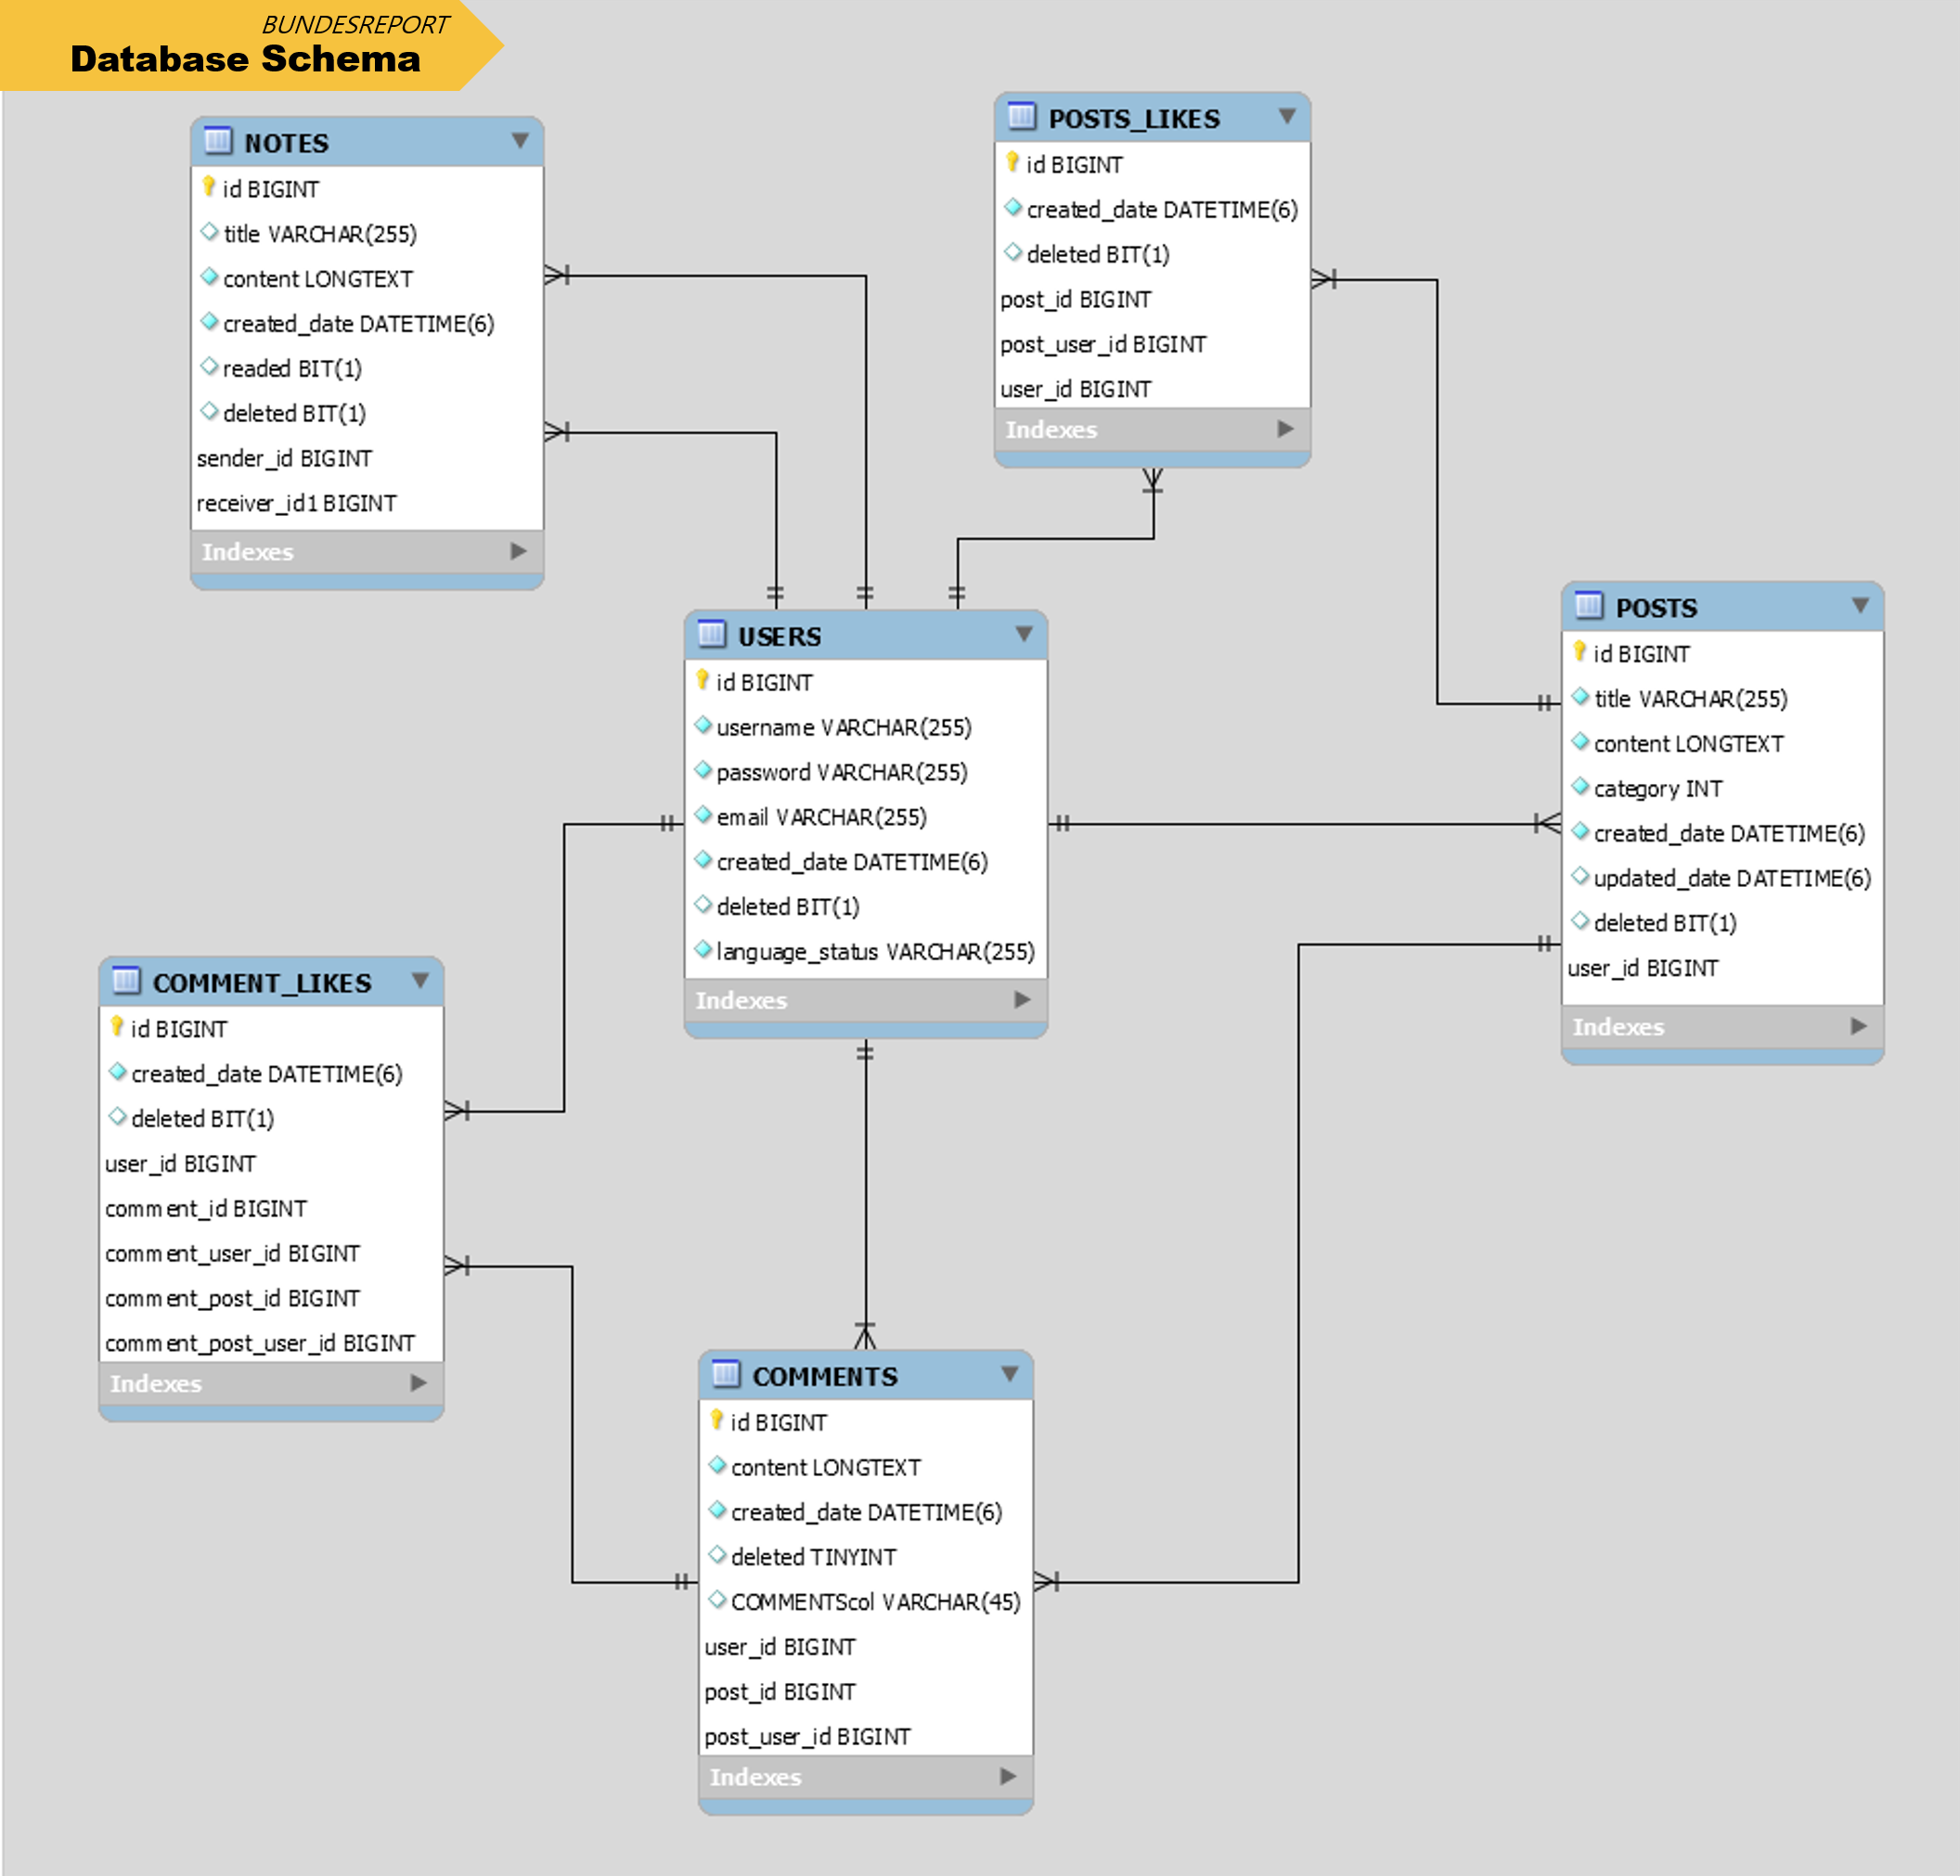 BUNDESREPORT
Database Schema
NOTES
id BIGINT
title VARCHAR(255)
content LONGTEXT
created_date DATETIME(6)
readed BIT(1)
deleted BIT(1)
sender_id BIGINT
receiver_id1 BIGINT
Indexes
POSTS_LIKES
id BIGINT
created_date DATETIME(6)
deleted BIT(1)
post_id BIGINT
post_user_id BIGINT
user_id BIGINT
Indexes
USERS
id BIGINT
username VARCHAR(255)
password VARCHAR(255)
email VARCHAR(255)
created_date DATETIME(6)
deleted BIT(1)
language_status VARCHAR(255)
Indexes
POSTS
id BIGINT
title VARCHAR(255)
content LONGTEXT
category INT
created_date DATETIME(6)
updated_date DATETIME(6)
deleted BIT(1)
user_id BIGINT
Indexes
COMMENT_LIKES
id BIGINT
created_date DATETIME(6)
deleted BIT(1)
user_id BIGINT
comment_id BIGINT
comment_user_id BIGINT
comment_post_id BIGINT
comment_post_user_id BIGINT
Indexes
COMMENTS
id BIGINT
content LONGTEXT
created_date DATETIME(6)
deleted TINYINT
COMMENTScol VARCHAR(45)
user_id BIGINT
post_id BIGINT
post_user_id BIGINT
Indexes